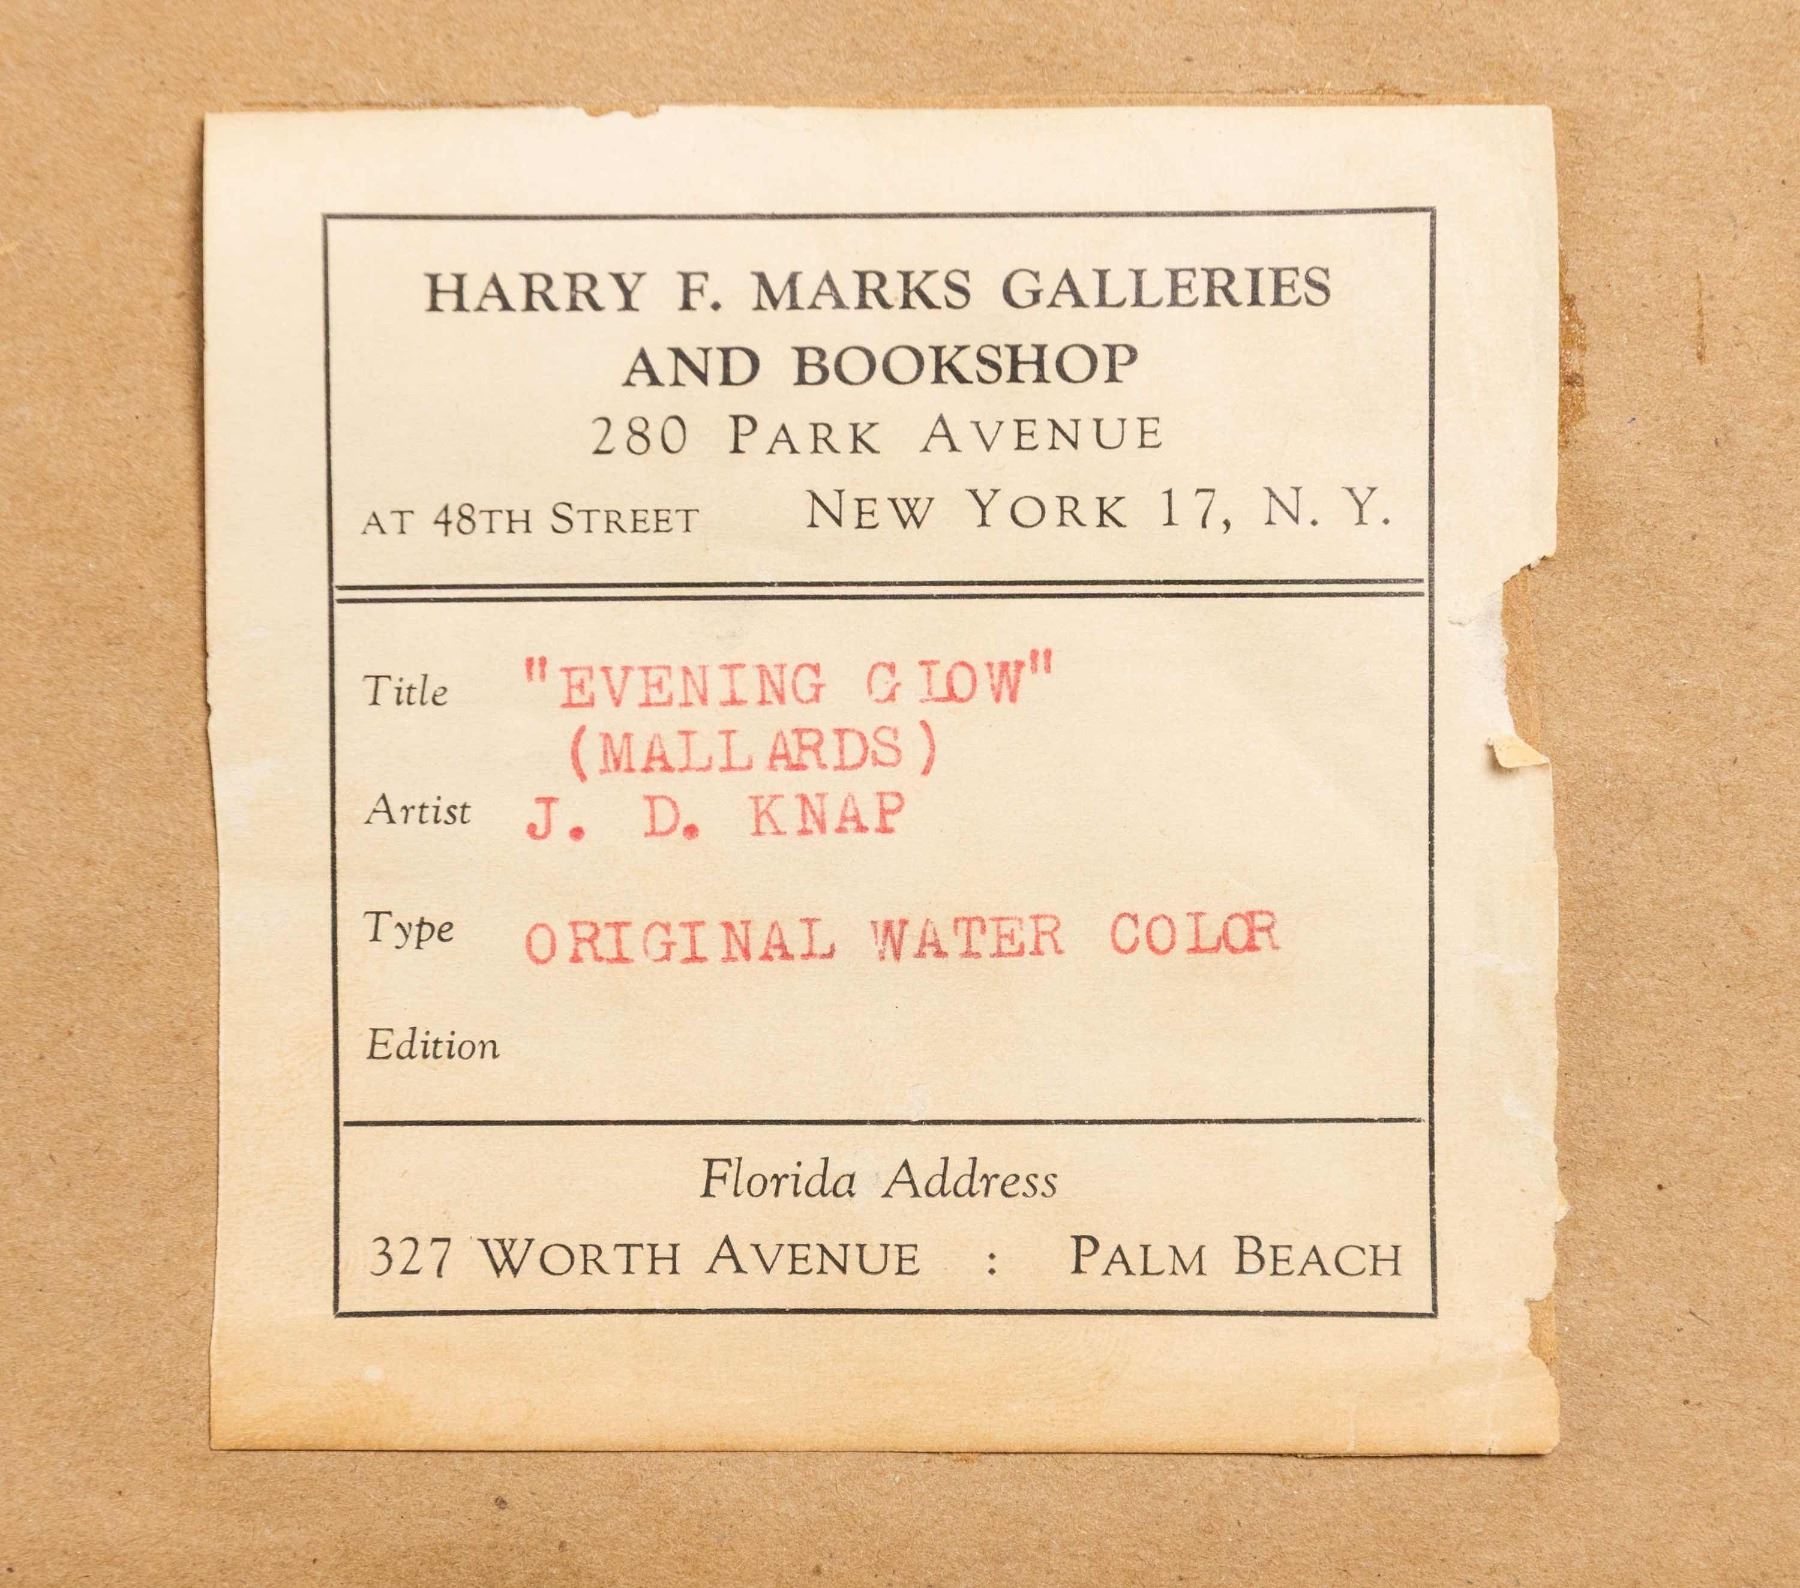 HARRY F. MARKS GALLERIES
AND BOOKSHOP
280 PARK AVENUE
AT 48TH STREET NEW YORK 17, N. Y.
Title "EVENING GLOW"
(MALLARDS)
Artist J. D. KNAP
Type ORIGINAL WATER COLOR
Edition
Florida Address
327 WORTH AVENUE : PALM BEACH